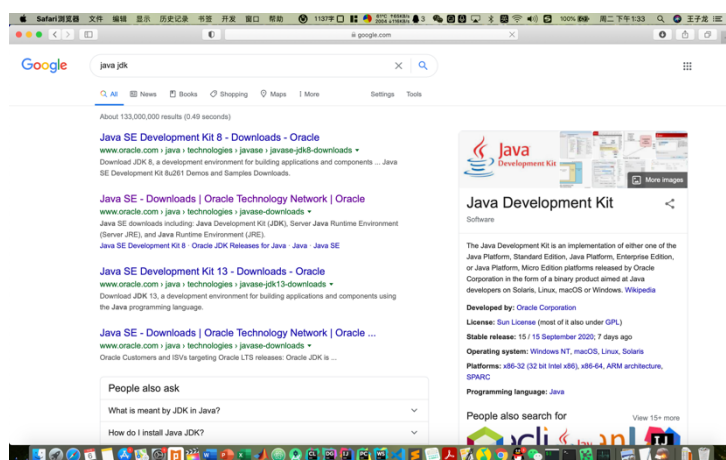 Safari浏览器 文件 编辑 显示 历史记录 书签 开发 窗口 帮助 1137字 3 100% 周二下午1:33 王子龙
google.com
Google
java jdk
All News Books Shopping Maps More Settings Tools
About 133,000,000 results (0.49 seconds)
Java SE Development Kit 8 - Downloads - Oracle
www.oracle.com › java › technologies › javase › javase-jdk8-downloads
Download JDK 8, a development environment for building applications and components ... Java
SE Development Kit 8u261 Demos and Samples Downloads.
Java SE - Downloads | Oracle Technology Network | Oracle
www.oracle.com › java › technologies › javase-downloads
Java SE downloads including: Java Development Kit (JDK), Server Java Runtime Environment
(Server JRE), and Java Runtime Environment (JRE).
Java SE Development Kit 8 · Oracle JDK Releases for Java · Java · Java SE
Java SE Development Kit 13 - Downloads - Oracle
www.oracle.com › java › technologies › javase-jdk13-downloads
Download JDK 13, a development environment for building applications and components using
the Java programming language.
Java SE - Downloads | Oracle Technology Network | Oracle ...
www.oracle.com › java › technologies › javase-downloads
Oracle Customers and ISVs targeting Oracle LTS releases: Oracle JDK is ...
People also ask
What is meant by JDK in Java?
How do I install Java JDK?
Java
Development Kit
More images
Java Development Kit
Software
The Java Development Kit is an implementation of either one of the
Java Platform, Standard Edition, Java Platform, Enterprise Edition,
or Java Platform, Micro Edition platforms released by Oracle
Corporation in the form of a binary product aimed at Java
developers on Solaris, Linux, macOS or Windows. Wikipedia
Developed by: Oracle Corporation
License: Sun License (most of it also under GPL)
Stable release: 15 / 15 September 2020; 7 days ago
Operating system: Windows NT, macOS, Linux, Solaris
Platforms: x86-32 (32 bit Intel x86), x86-64, ARM architecture,
SPARC
Programming language: Java
People also search for View 15+ more